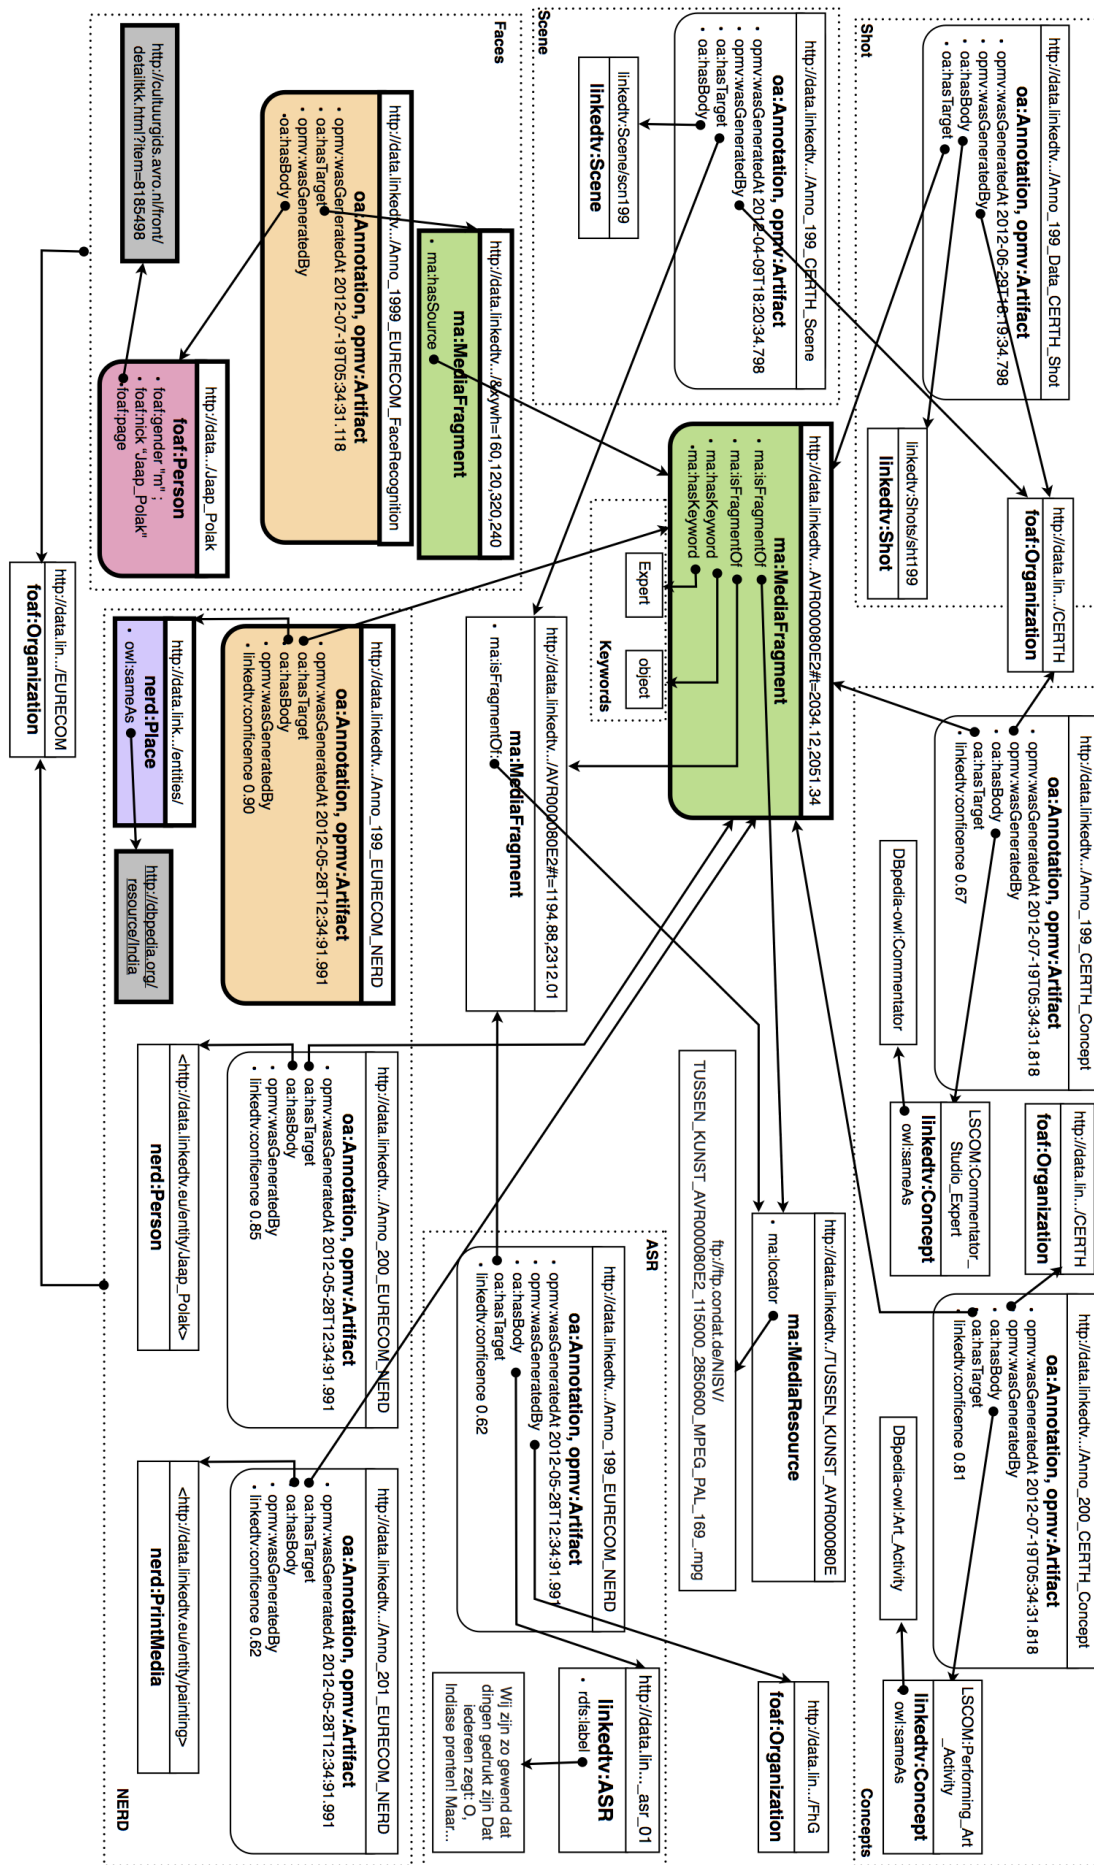 Shot
http://data.linkedtv.../Anno_199_Data_CERTH_Shot
oa:Annotation, opmv:Artifact
• opmv:wasGeneratedAt 2012-06-29T18:19:34.798
• opmv:wasGeneratedBy
• oa:hasBody
• oa:hasTarget
linkedtv:Shots/sht199
linkedtv:Shot
http://data.lin.../CERTH
foaf:Organization
Concepts
http://data.linkedtv.../Anno_199_CERTH_Concept
oa:Annotation, opmv:Artifact
• opmv:wasGeneratedAt 2012-07-19T05:34:31.818
• opmv:wasGeneratedBy
• oa:hasBody
• oa:hasTarget
• linkedtv:conficence 0.67
DBpedia-owl:Commentator
LSCOM:Commentator_
Studio_Expert
linkedtv:Concept
• owl:sameAs
http://data.lin.../CERTH
foaf:Organization
http://data.linkedtv.../Anno_200_CERTH_Concept
oa:Annotation, opmv:Artifact
• opmv:wasGeneratedAt 2012-07-19T05:34:31.818
• opmv:wasGeneratedBy
• oa:hasBody
• oa:hasTarget
• linkedtv:conficence 0.81
DBpedia-owl:Art_Activity
LSCOM:Performing_Art
_Activity
linkedtv:Concept
• owl:sameAs
Scene
http://data.linkedtv.../Anno_199_CERTH_Scene
oa:Annotation, opmv:Artifact
• opmv:wasGeneratedAt 2012-04-09T18:20:34.798
• opmv:wasGeneratedBy
• oa:hasTarget
• oa:hasBody
linkedtv:Scene/scn199
linkedtv:Scene
http://data.linkedtv...AVR000080E2#t=2034.12,2051.34
ma:MediaFragment
• ma:isFragmentOf
• ma:isFragmentOf
• ma:hasKeyword
• ma:hasKeyword
Expert
object
Keywords
http://data.linkedtv../TUSSEN_KUNST_AVR000080E
ma:MediaResource
• ma:locator
ftp://ftp.condat.de/NISV/
TUSSEN_KUNST_AVR000080E2_115000_2850600_MPEG_PAL_169_.mpg
http://data.lin.../FhG
foaf:Organization
http://data.linkedtv.../AVR000080E2#t=1194.88,2312.01
ma:MediaFragment
• ma:isFragmentOf:
ASR
http://data.linkedtv.../Anno_199_EURECOM_NERD
oa:Annotation, opmv:Artifact
• opmv:wasGeneratedAt 2012-05-28T12:34:91.991
• opmv:wasGeneratedBy
• oa:hasBody
• oa:hasTarget
• linkedtv:conficence 0.62
http://data.lin..._asr_01
linkedtv:ASR
• rdfs:label
Wij zijn zo gewend dat
dingen gedrukt zijn Dat
iedereen zegt: O,
Indiase prenten! Maar...
Faces
http://data.linkedtv.../&xywh=160,120,320,240
ma:MediaFragment
• ma:hasSource
http://data.linkedtv.../Anno_1999_EURECOM_FaceRecognition
oa:Annotation, opmv:Artifact
• opmv:wasGeneratedAt 2012-07-19T05:34:31.118
• oa:hasTarget
• opmv:wasGeneratedBy
• oa:hasBody
http://cultuurgids.avro.nl/front/
detailtkk.html?item=8185498
http://data.../Jaap_Polak
foaf:Person
• foaf:gender "m" ;
• foaf:nick "Jaap_Polak"
• foaf:page
http://data.lin.../EURECOM
foaf:Organization
NERD
http://data.linkedtv.../Anno_199_EURECOM_NERD
oa:Annotation, opmv:Artifact
• opmv:wasGeneratedAt 2012-05-28T12:34:91.991
• oa:hasTarget
• oa:hasBody
• opmv:wasGeneratedBy
• linkedtv:conficence 0.90
http://data.link.../entities/
nerd:Place
• owl:sameAs
http://dbpedia.org/
resource/India
http://data.linkedtv.../Anno_200_EURECOM_NERD
oa:Annotation, opmv:Artifact
• opmv:wasGeneratedAt 2012-05-28T12:34:91.991
• oa:hasTarget
• oa:hasBody
• opmv:wasGeneratedBy
• linkedtv:conficence 0.85
<http://data.linkedtv.eu/entity/Jaap_Polak>
nerd:Person
http://data.linkedtv.../Anno_201_EURECOM_NERD
oa:Annotation, opmv:Artifact
• opmv:wasGeneratedAt 2012-05-28T12:34:91.991
• oa:hasTarget
• oa:hasBody
• opmv:wasGeneratedBy
• linkedtv:conficence 0.62
<http://data.linkedtv.eu/entity/painting>
nerd:PrintMedia